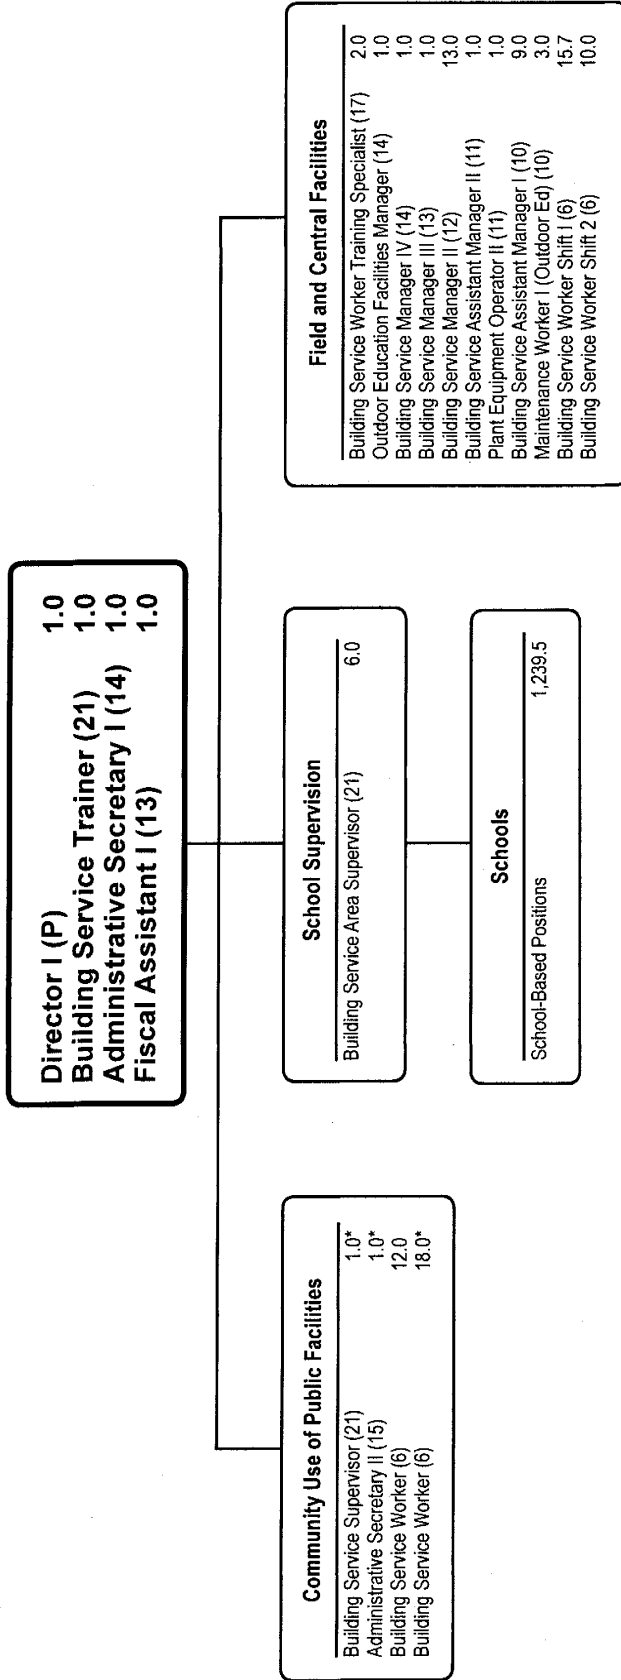 Director I (P) 1.0
Building Service Trainer (21) 1.0
Administrative Secretary I (14) 1.0
Fiscal Assistant I (13) 1.0
Community Use of Public Facilities
Building Service Supervisor (21) 1.0*
Administrative Secretary II (15) 1.0*
Building Service Worker (6) 12.0
Building Service Worker (6) 18.0*
School Supervision
Building Service Area Supervisor (21) 6.0
Schools
School-Based Positions 1,239.5
Field and Central Facilities
Building Service Worker Training Specialist (17) 2.0
Outdoor Education Facilities Manager (14) 1.0
Building Service Manager IV (14) 1.0
Building Service Manager III (13) 1.0
Building Service Manager II (12) 13.0
Building Service Assistant Manager II (11) 1.0
Plant Equipment Operator II (11) 1.0
Building Service Assistant Manager I (10) 9.0
Maintenance Worker I (Outdoor Ed) (10) 3.0
Building Service Worker Shift I (6) 15.7
Building Service Worker Shift 2 (6) 10.0